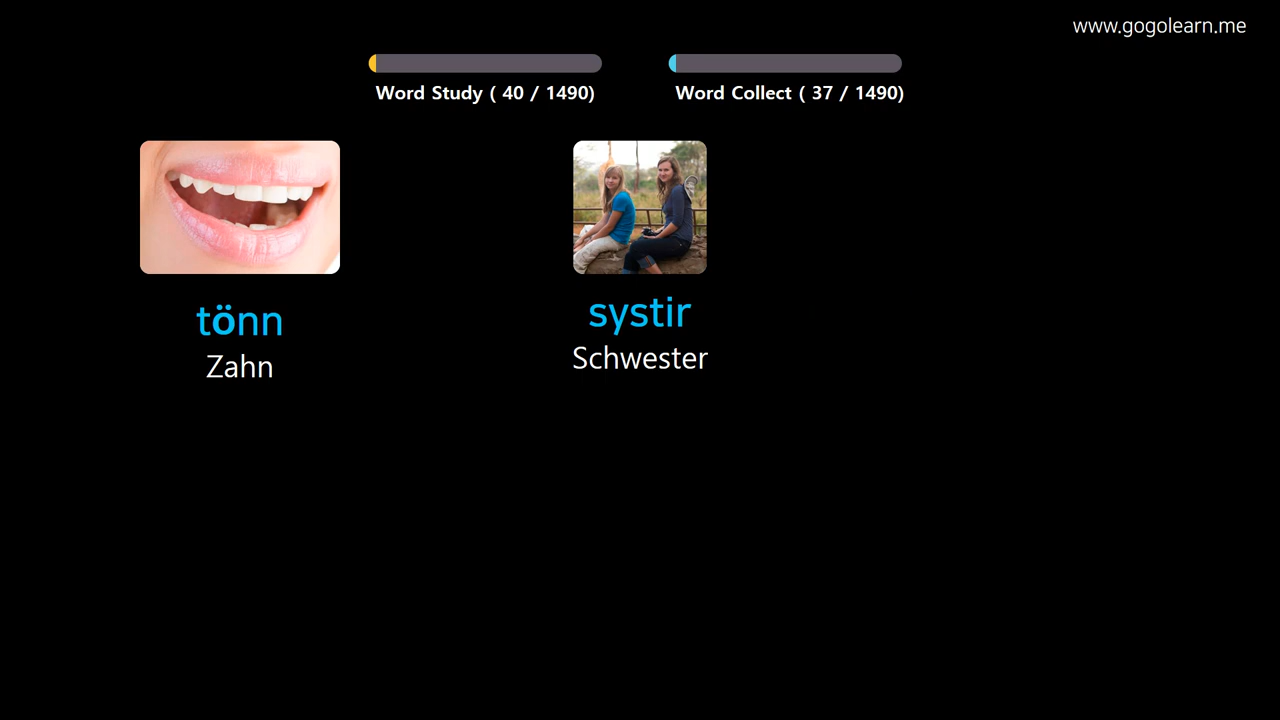 www.gogolearn.me
Word Study ( 40 / 1490)
Word Collect ( 37 / 1490)
tönn
Zahn
systir
Schwester